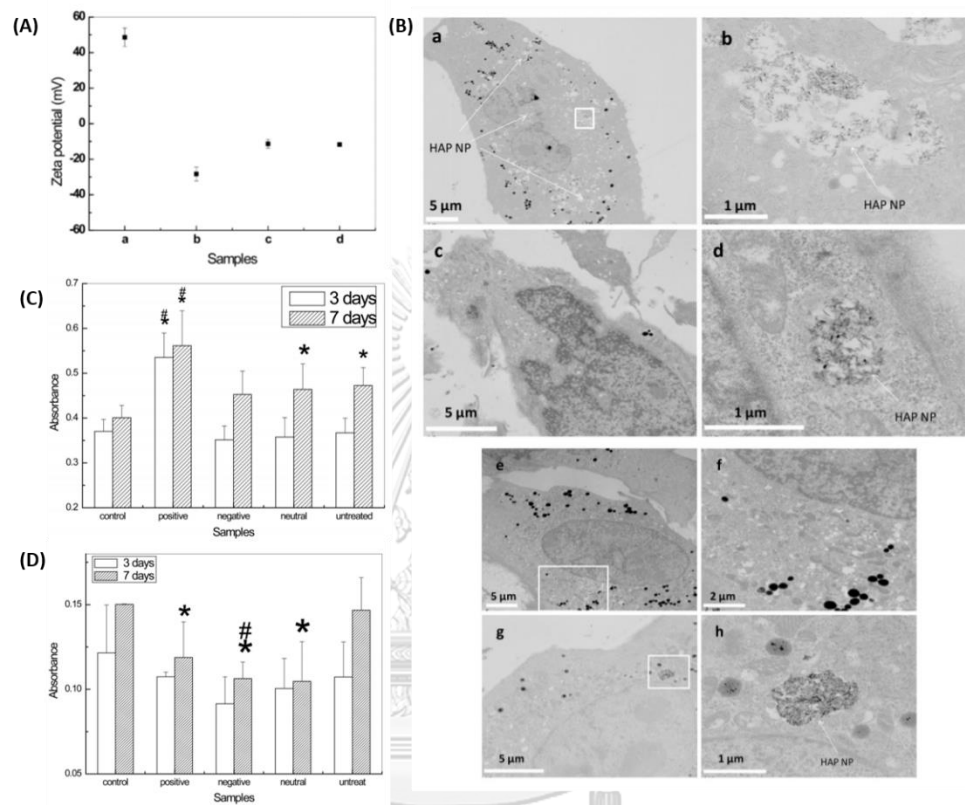 (A)
Zeta potential (mV)
60
40
20
0
-20
-40
-60
a b c d
Samples
(B)
a
HAP NP
5 µm
b
HAP NP
1 µm
c
5 µm
d
HAP NP
1 µm
e
5 µm
f
2 µm
g
5 µm
h
HAP NP
1 µm
(C)
Absorbance
0.7
0.6
0.5
0.4
0.3
0.2
3 days
7 days
# #
* * * *
control positive negative neutral untreated
Samples
(D)
Absorbance
0.15
0.10
0.05
3 days
7 days
#
* * *
control positive negative neutral untreat
Samples